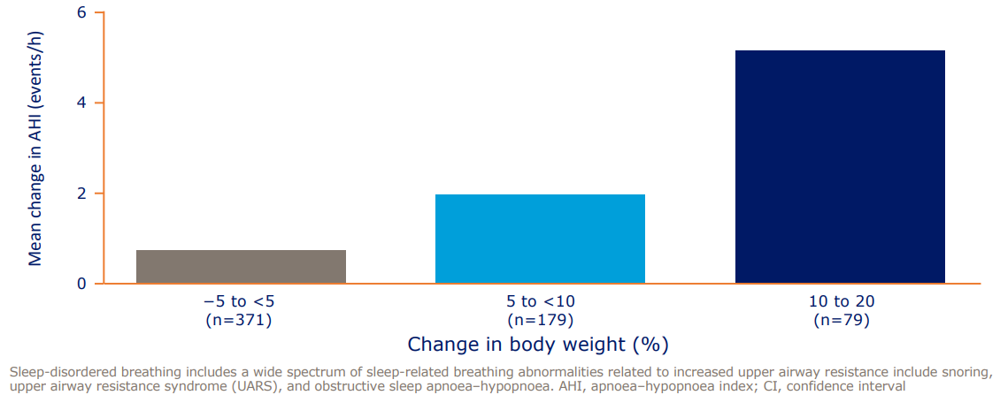 Mean change in AHI (events/h)
6
4
2
0
−5 to <5
(n=371)
5 to <10
(n=179)
10 to 20
(n=79)
Change in body weight (%)
Sleep-disordered breathing includes a wide spectrum of sleep-related breathing abnormalities related to increased upper airway resistance include snoring,
upper airway resistance syndrome (UARS), and obstructive sleep apnoea–hypopnoea. AHI, apnoea–hypopnoea index; CI, confidence interval